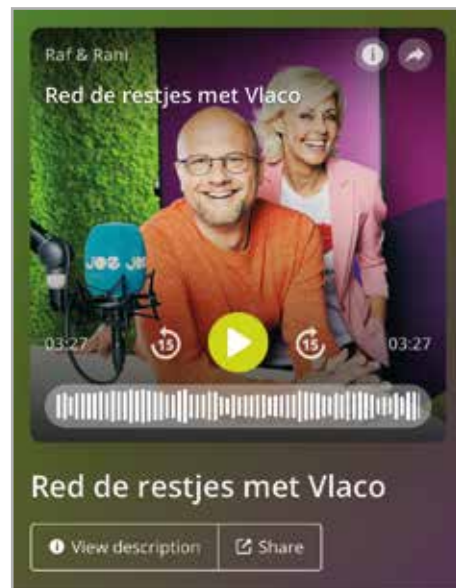 Raf & Rani
Red de restjes met Vlaco
JOE JOE
03:27
15
15
03:27
Red de restjes met Vlaco
View description
Share